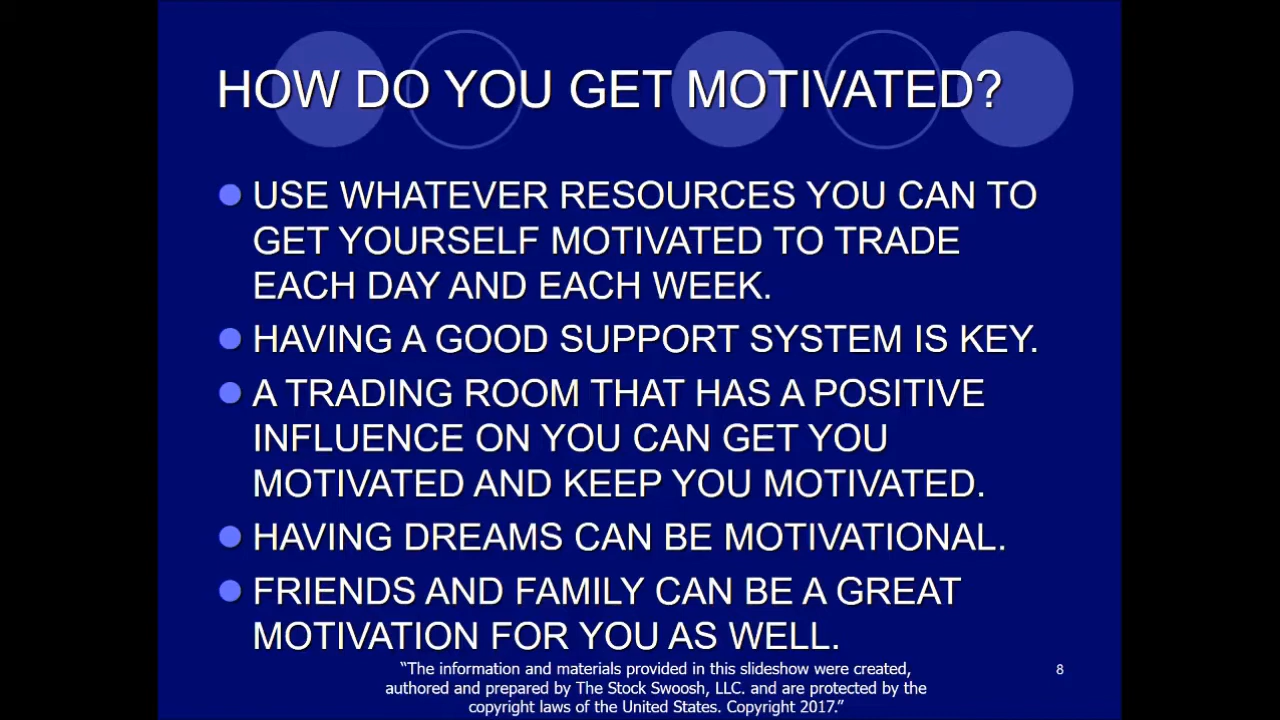 HOW DO YOU GET MOTIVATED?
USE WHATEVER RESOURCES YOU CAN TO
GET YOURSELF MOTIVATED TO TRADE
EACH DAY AND EACH WEEK.
HAVING A GOOD SUPPORT SYSTEM IS KEY.
A TRADING ROOM THAT HAS A POSITIVE
INFLUENCE ON YOU CAN GET YOU
MOTIVATED AND KEEP YOU MOTIVATED.
HAVING DREAMS CAN BE MOTIVATIONAL.
FRIENDS AND FAMILY CAN BE A GREAT
MOTIVATION FOR YOU AS WELL.
“The information and materials provided in this slideshow were created,
authored and prepared by The Stock Swoosh, LLC. and are protected by the
copyright laws of the United States. Copyright 2017.”
8